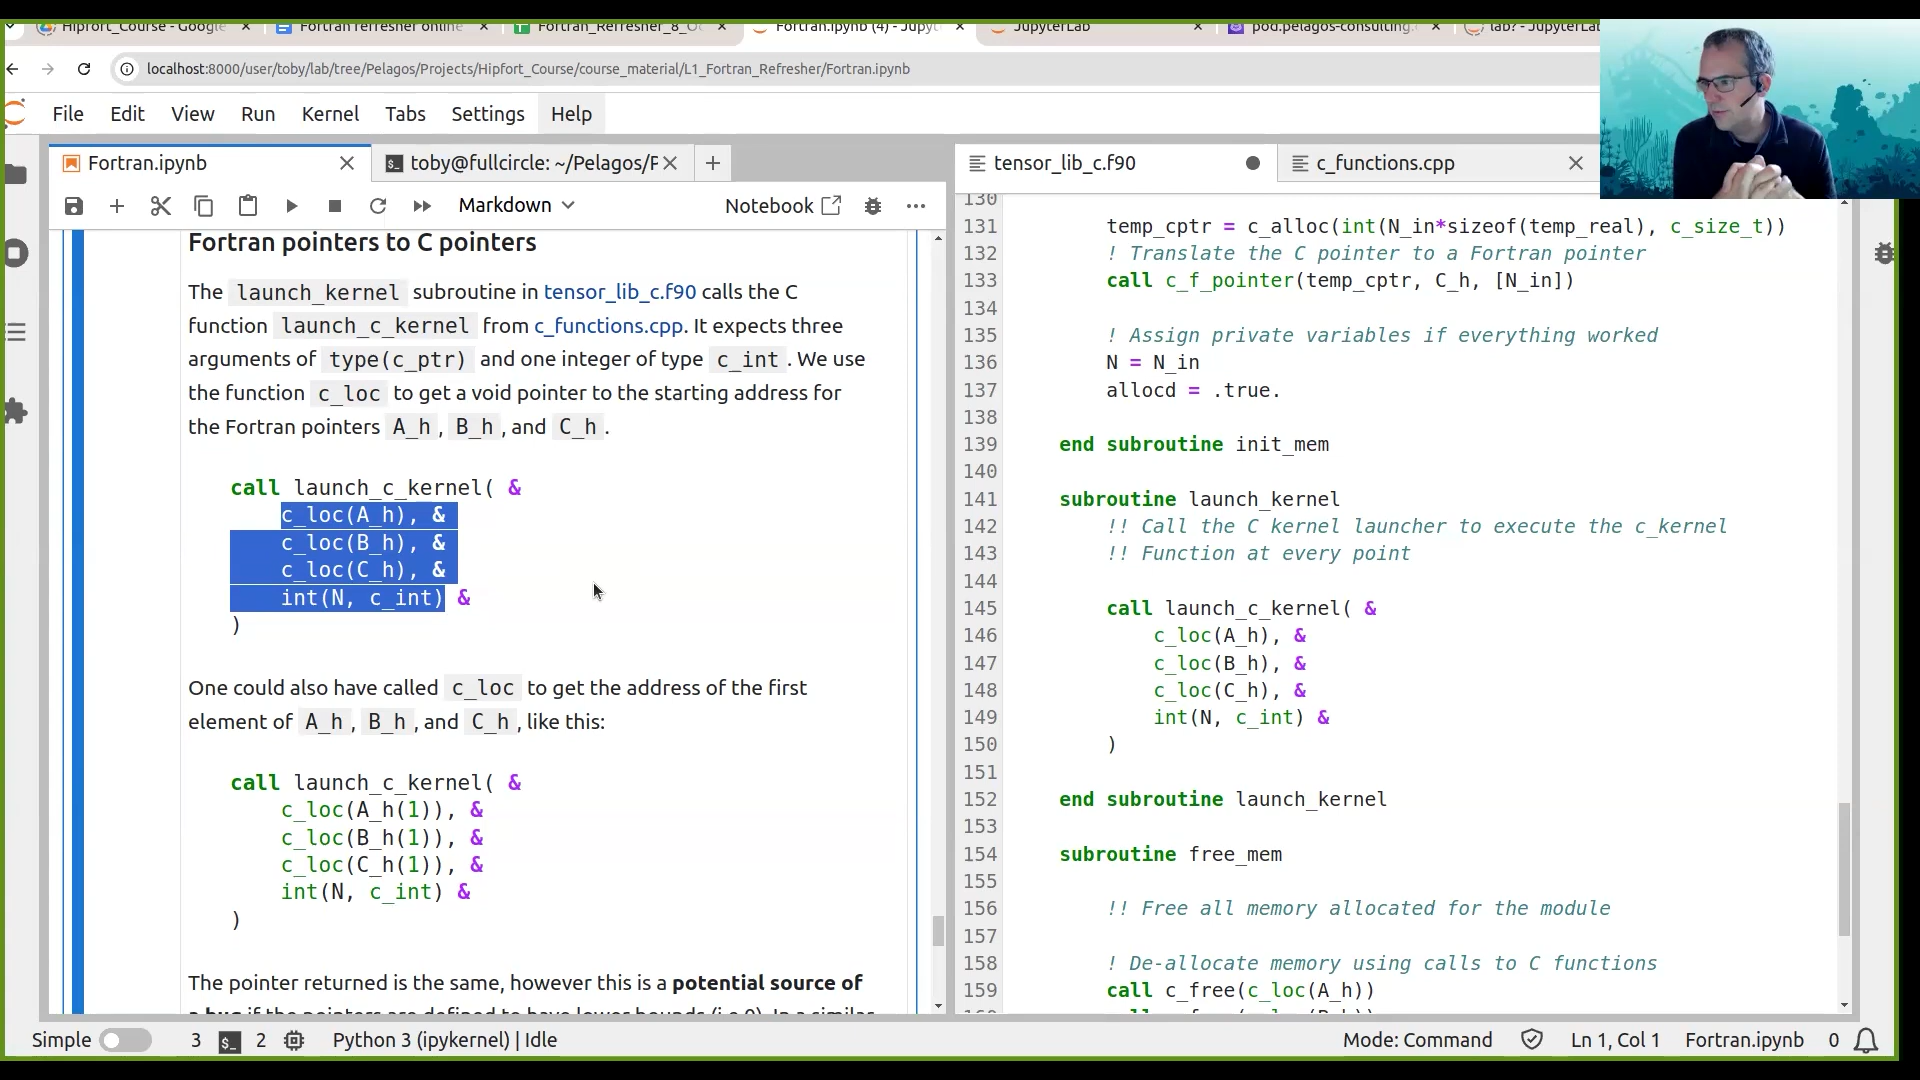 Hipfort_Course - Google
Fortran refresher online
Fortran_Refresher_8_Oc
Fortran.ipynb (4) - Jupyt
JupyterLab
pod.pelagos-consulting.
lab? - JupyterLab
localhost:8000/user/toby/lab/tree/Pelagos/Projects/Hipfort_Course/course_material/L1_Fortran_Refresher/Fortran.ipynb
File Edit View Run Kernel Tabs Settings Help
Fortran.ipynb
toby@fullcircle: ~/Pelagos/P
Markdown
Notebook
Fortran pointers to C pointers
The launch_kernel subroutine in tensor_lib_c.f90 calls the C
function launch_c_kernel from c_functions.cpp. It expects three
arguments of type(c_ptr) and one integer of type c_int. We use
the function c_loc to get a void pointer to the starting address for
the Fortran pointers A_h, B_h, and C_h.
call launch_c_kernel( &
c_loc(A_h), &
c_loc(B_h), &
c_loc(C_h), &
int(N, c_int) &
)
One could also have called c_loc to get the address of the first
element of A_h, B_h, and C_h, like this:
call launch_c_kernel( &
c_loc(A_h(1)), &
c_loc(B_h(1)), &
c_loc(C_h(1)), &
int(N, c_int) &
)
The pointer returned is the same, however this is a potential source of
tensor_lib_c.f90
c_functions.cpp
130
131 temp_cptr = c_alloc(int(N_in*sizeof(temp_real), c_size_t))
132 ! Translate the C pointer to a Fortran pointer
133 call c_f_pointer(temp_cptr, C_h, [N_in])
134
135 ! Assign private variables if everything worked
136 N = N_in
137 allocd = .true.
138
139 end subroutine init_mem
140
141 subroutine launch_kernel
142 !! Call the C kernel launcher to execute the c_kernel
143 !! Function at every point
144
145 call launch_c_kernel( &
146 c_loc(A_h), &
147 c_loc(B_h), &
148 c_loc(C_h), &
149 int(N, c_int) &
150 )
151
152 end subroutine launch_kernel
153
154 subroutine free_mem
155
156 !! Free all memory allocated for the module
157
158 ! De-allocate memory using calls to C functions
159 call c_free(c_loc(A_h))
Simple 3 2 Python 3 (ipykernel) | Idle
Mode: Command Ln 1, Col 1 Fortran.ipynb 0